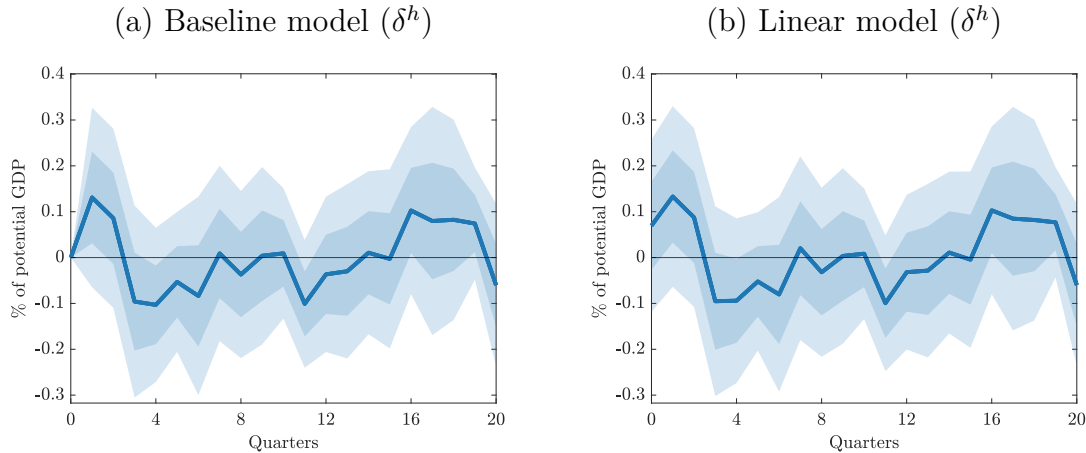 (a) Baseline model (δ^h)
% of potential GDP
0.4
0.3
0.2
0.1
0
-0.1
-0.2
-0.3
0 4 8 12 16 20
Quarters
(b) Linear model (δ^h)
% of potential GDP
0.4
0.3
0.2
0.1
0
-0.1
-0.2
-0.3
0 4 8 12 16 20
Quarters